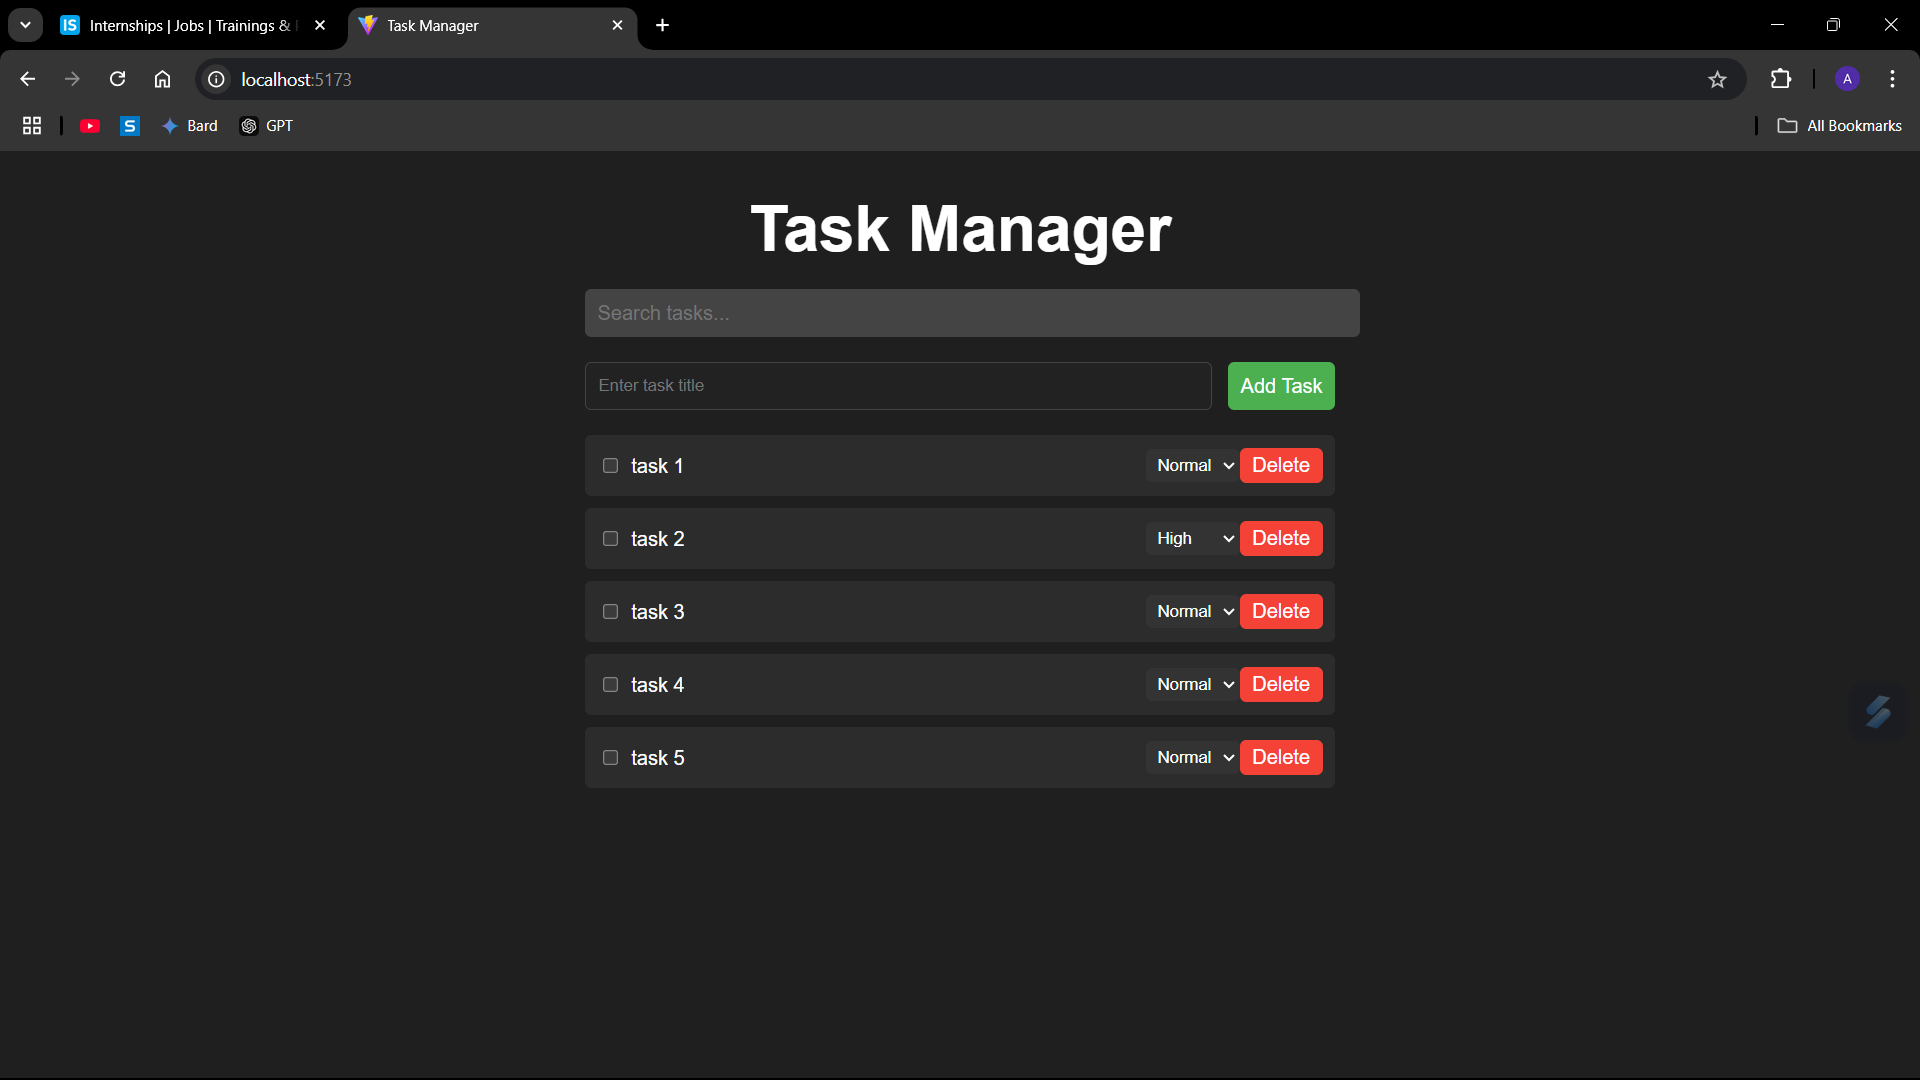 IS Internships | Jobs | Trainings &
Task Manager
localhost:5173
A
S
Bard
GPT
All Bookmarks
Task Manager
Search tasks...
Enter task title
Add Task
task 1 Normal Delete
task 2 High Delete
task 3 Normal Delete
task 4 Normal Delete
task 5 Normal Delete